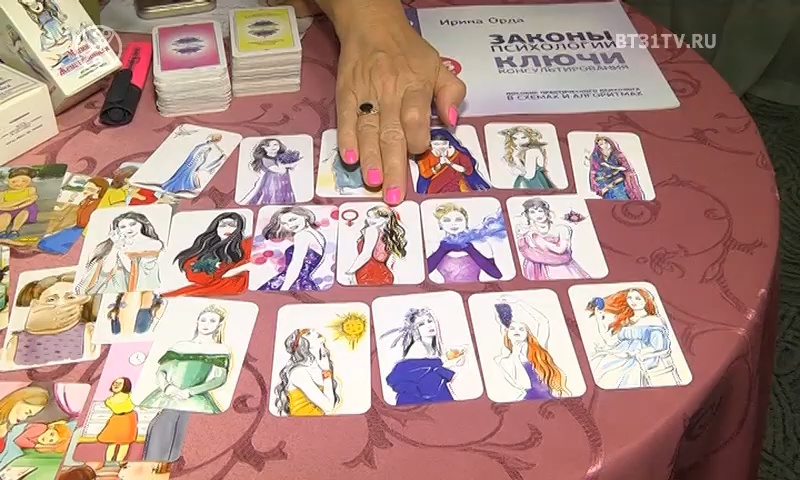 Ирина Орда
ЗАКОНЫ
ПСИХОЛОГИИ
КЛЮЧИ
КОНСУЛЬТИРОВАНИЯ
В СХЕМАХ И АЛГОРИТМАХ
BT31TV.RU